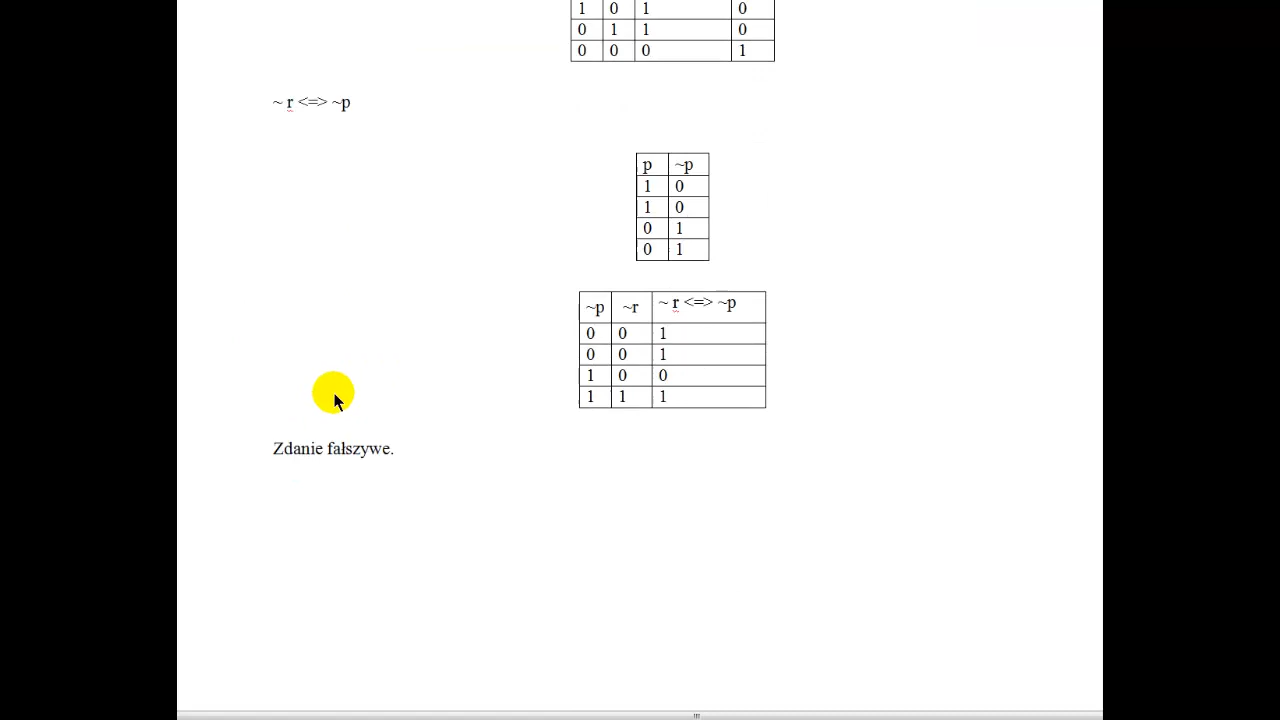 1 0 1 0
0 1 1 0
0 0 0 1
~ r <=> ~p
p ~p
1 0
1 0
0 1
0 1
~p ~r ~ r <=> ~p
0 0 1
0 0 1
1 0 0
1 1 1
Zdanie fałszywe.